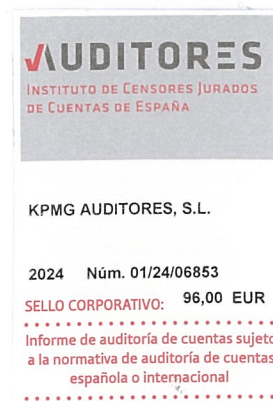 AUDITORES
INSTITUTO DE CENSORES JURADOS
DE CUENTAS DE ESPAÑA
KPMG AUDITORES, S.L.
2024 Núm. 01/24/06853
SELLO CORPORATIVO: 96,00 EUR
Informe de auditoría de cuentas sujeto
a la normativa de auditoría de cuentas
española o internacional